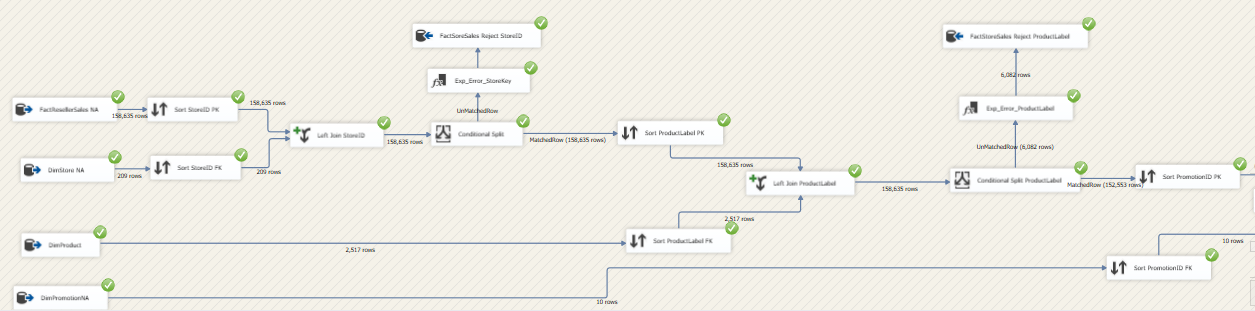 FactSoreSales Reject StoreID
FactStoreSales Reject ProductLabel
Exp_Error_StoreKey
6,082 rows
FactResellerSales NA
158,635 rows
Sort StoreID PK
158,635 rows
UnMatchedRow
Exp_Error_ProductLabel
Left Join StoreID
158,635 rows
Conditional Split
MatchedRow (158,635 rows)
Sort ProductLabel PK
UnMatchedRow (6,082 rows)
DimStore NA
209 rows
Sort StoreID FK
209 rows
158,635 rows
Left Join ProductLabel
158,635 rows
Conditional Split ProductLabel
MatchedRow (152,553 rows)
Sort PromotionID PK
2,517 rows
DimProduct
2,517 rows
Sort ProductLabel FK
10 rows
DimPromotionNA
10 rows
Sort PromotionID FK